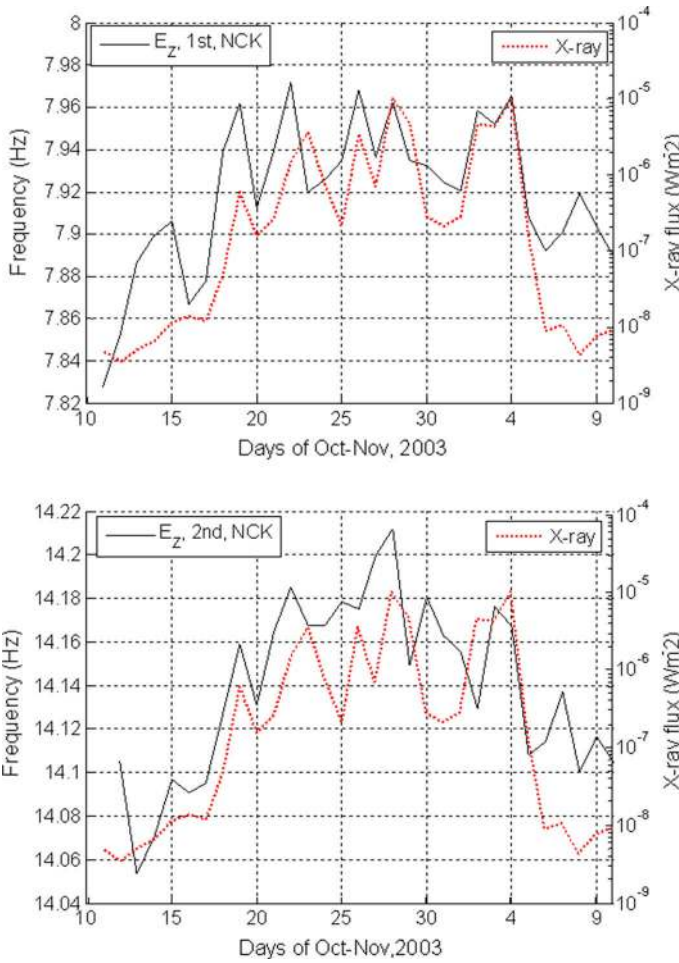 8
7.98
7.96
7.94
7.92
7.9
7.88
7.86
7.84
7.82
Frequency (Hz)
E_Z, 1st, NCK
X-ray
10^-4
10^-5
10^-6
10^-7
10^-8
10^-9
X-ray flux (Wm2)
10 15 20 25 30 4 9
Days of Oct-Nov, 2003
14.22
14.2
14.18
14.16
14.14
14.12
14.1
14.08
14.06
14.04
Frequency (Hz)
E_Z, 2nd, NCK
X-ray
10^-4
10^-5
10^-6
10^-7
10^-8
10^-9
X-ray flux (Wm2)
10 15 20 25 30 4 9
Days of Oct-Nov,2003